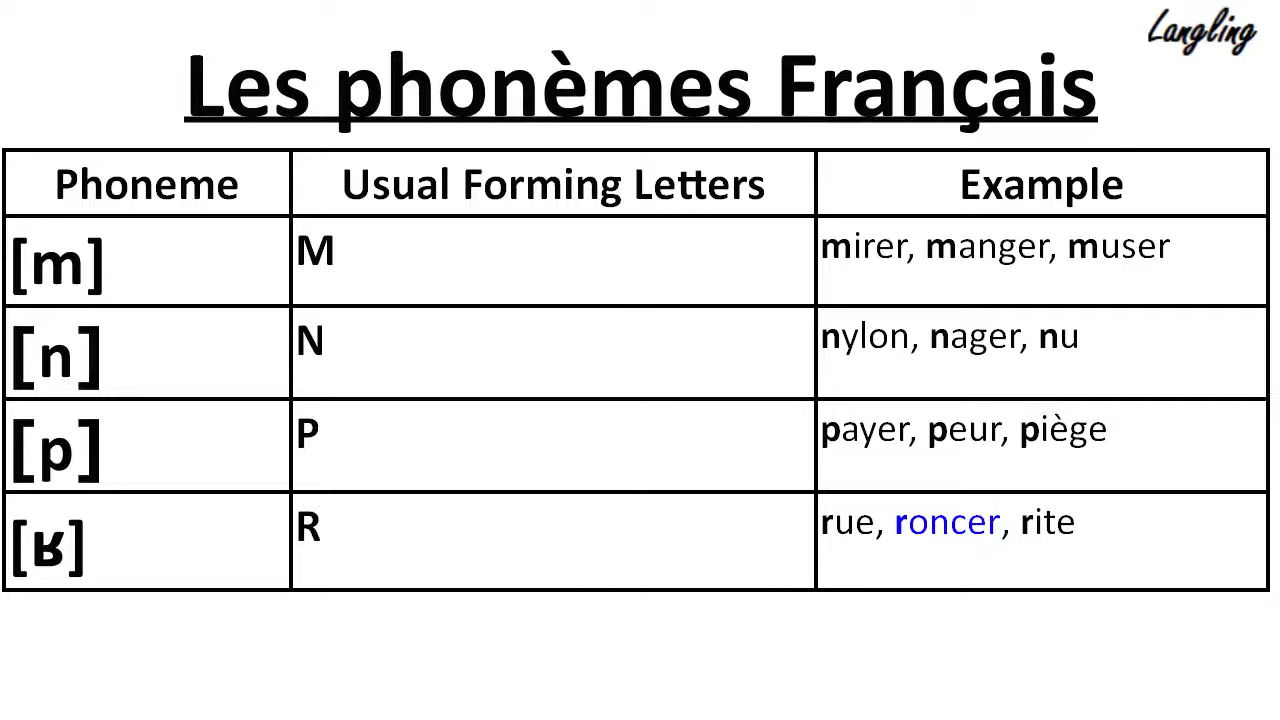 Langling
Les phonèmes Français
Phoneme Usual Forming Letters Example
[m] M mirer, manger, muser
[n] N nylon, nager, nu
[p] P payer, peur, piège
[ʁ] R rue, roncer, rite